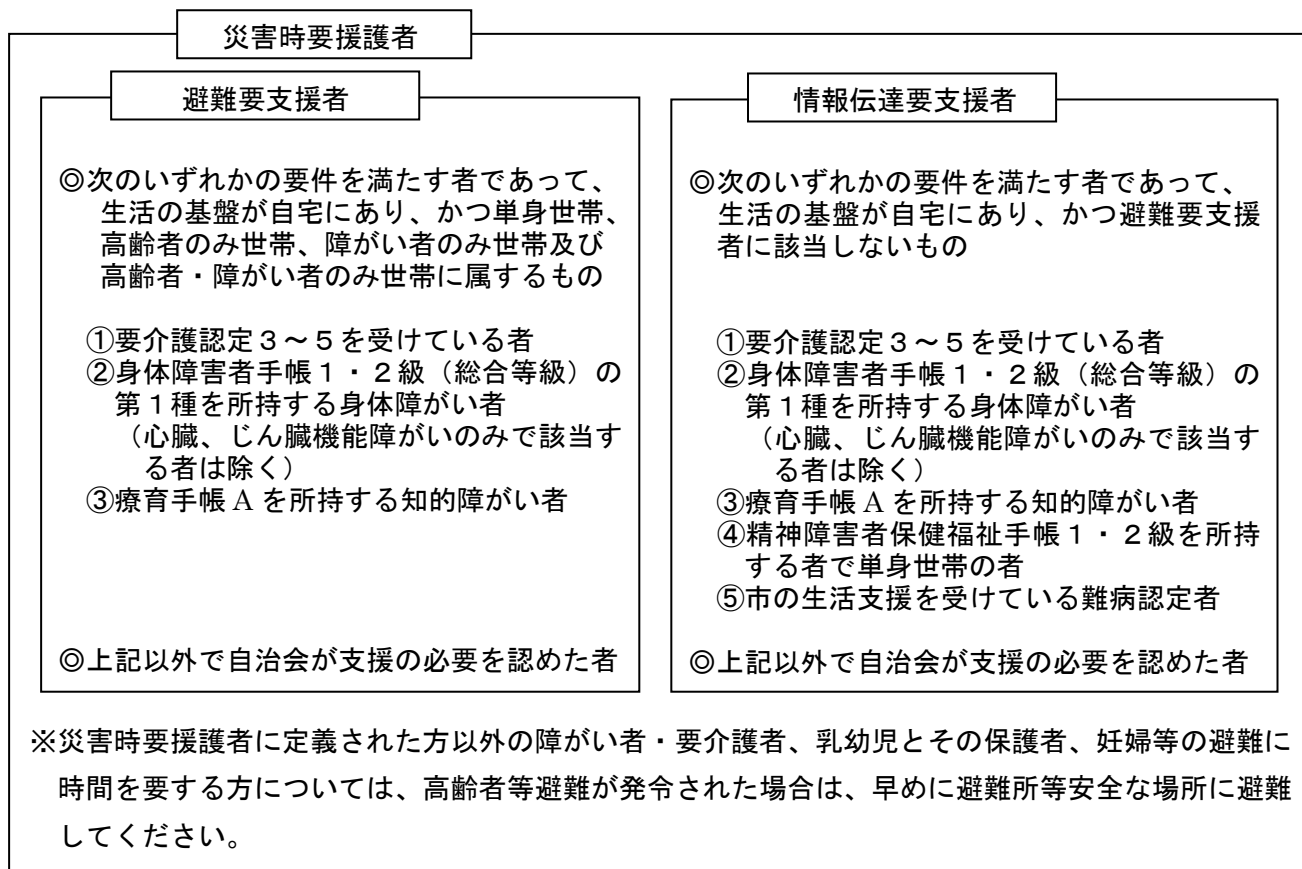 災害時要援護者
避難要支援者
◎次のいずれかの要件を満たす者であって、
生活の基盤が自宅にあり、かつ単身世帯、
高齢者のみ世帯、障がい者のみ世帯及び
高齢者・障がい者のみ世帯に属するもの
①要介護認定3~5を受けている者
②身体障害者手帳1・2級(総合等級)の
第1種を所持する身体障がい者
(心臓、じん臓機能障がいのみで該当す
る者は除く)
③療育手帳Aを所持する知的障がい者
◎上記以外で自治会が支援の必要を認めた者
情報伝達要支援者
◎次のいずれかの要件を満たす者であって、
生活の基盤が自宅にあり、かつ避難要支援
者に該当しないもの
①要介護認定3~5を受けている者
②身体障害者手帳1・2級(総合等級)の
第1種を所持する身体障がい者
(心臓、じん臓機能障がいのみで該当す
る者は除く)
③療育手帳Aを所持する知的障がい者
④精神障害者保健福祉手帳1・2級を所持
する者で単身世帯の者
⑤市の生活支援を受けている難病認定者
◎上記以外で自治会が支援の必要を認めた者
※災害時要援護者に定義された方以外の障がい者・要介護者、乳幼児とその保護者、妊婦等の避難に
時間を要する方については、高齢者等避難が発令された場合は、早めに避難所等安全な場所に避難
してください。